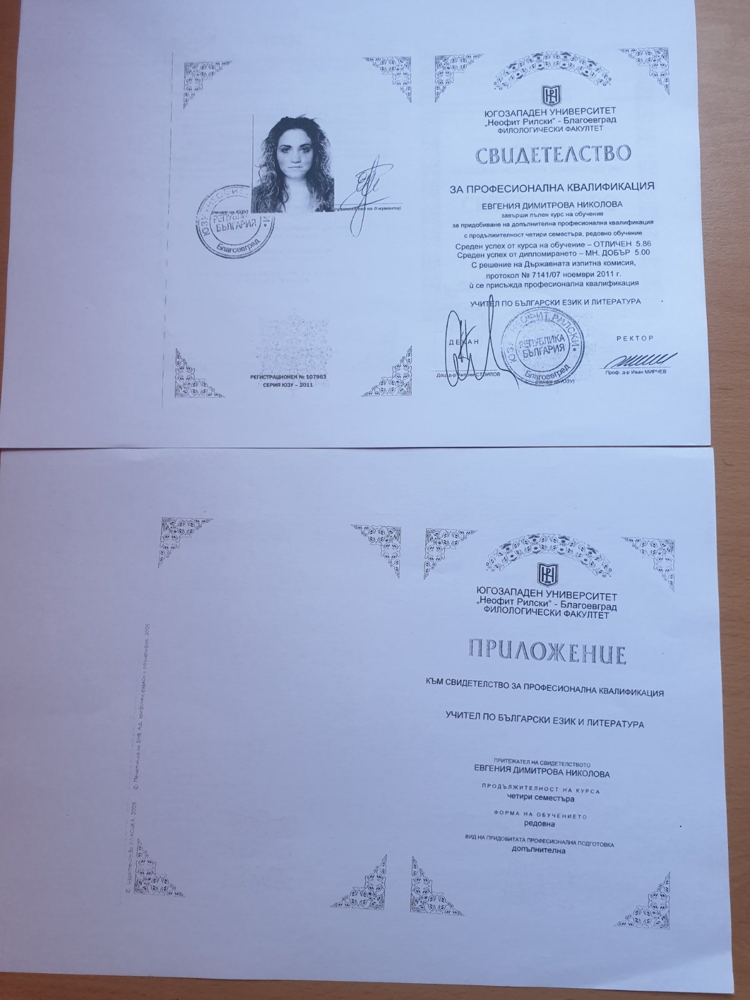 ЮГОЗАПАДЕН УНИВЕРСИТЕТ
„Неофит Рилски“ - Благоевград
ФИЛОЛОГИЧЕСКИ ФАКУЛТЕТ
СВИДЕТЕЛСТВО
ЗА ПРОФЕСИОНАЛНА КВАЛИФИКАЦИЯ
ЕВГЕНИЯ ДИМИТРОВА НИКОЛОВА
завърши пълен курс на обучение
за придобиване на допълнителна професионална квалификация
с продължителност четири семестъра, редовно обучение
Среден успех от курса на обучение – ОТЛИЧЕН 5.86
Среден успех от дипломирането – МН. ДОБЪР 5.00
С решение на Държавната изпитна комисия,
протокол № 7141/07 ноември 2011 г.
ѝ се присъжда професионална квалификация
УЧИТЕЛ ПО БЪЛГАРСКИ ЕЗИК И ЛИТЕРАТУРА
ДЕКАН
РЕКТОР
Доц. д-р Антони СТОИЛОВ
Проф. д-р Иван МИРЧЕВ
ЮЗУ "НЕОФИТ РИЛСКИ"
РЕПУБЛИКА
БЪЛГАРИЯ
Благоевград
(печат на ЮЗУ)
(печат на ЮЗУ)
(притежател на документа)
БЪЛГАРИЯ
Благоевград
РЕГИСТРАЦИОНЕН № 107963
СЕРИЯ ЮЗУ – 2011
ЮГОЗАПАДЕН УНИВЕРСИТЕТ
„Неофит Рилски“ - Благоевград
ФИЛОЛОГИЧЕСКИ ФАКУЛТЕТ
ПРИЛОЖЕНИЕ
КЪМ СВИДЕТЕЛСТВО ЗА ПРОФЕСИОНАЛНА КВАЛИФИКАЦИЯ
УЧИТЕЛ ПО БЪЛГАРСКИ ЕЗИК И ЛИТЕРАТУРА
ПРИТЕЖАТЕЛ НА СВИДЕТЕЛСТВОТО
ЕВГЕНИЯ ДИМИТРОВА НИКОЛОВА
ПРОДЪЛЖИТЕЛНОСТ НА КУРСА
четири семестъра
ФОРМА НА ОБУЧЕНИЕТО
редовна
ВИД НА ПРИДОБИТАТА ПРОФЕСИОНАЛНА ПОДГОТОВКА
допълнителна
© Издателство КЛАСИКА, 2005 © Печатница на БНБ АД, графичен дизайн и полиграфия, 2005